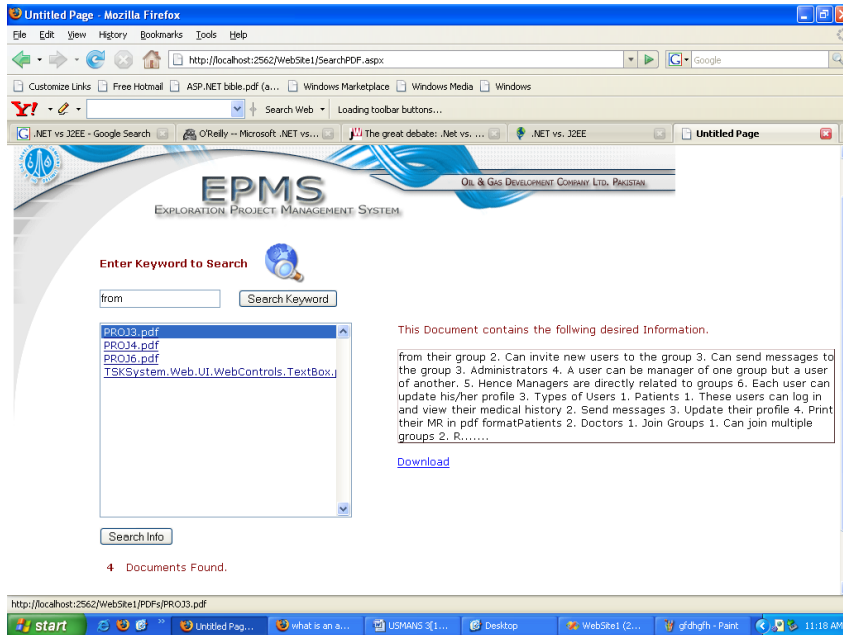 Untitled Page - Mozilla Firefox
File Edit View History Bookmarks Tools Help
http://localhost:2562/WebSite1/SearchPDF.aspx
G Google
Customize Links Free Hotmail ASP.NET bible.pdf (a... Windows Marketplace Windows Media Windows
Y! Search Web Loading toolbar buttons...
.NET vs J2EE - Google Search O'Reilly -- Microsoft .NET vs... The great debate: .Net vs. ... .NET vs. J2EE Untitled Page
EPMS
Exploration Project Management System
Oil & Gas Development Company Ltd. Pakistan
Enter Keyword to Search
from Search Keyword
PROJ3.pdf
PROJ4.pdf
PROJ6.pdf
TSKSystem.Web.UI.WebControls.TextBox.p
This Document contains the follwing desired Information.
from their group 2. Can invite new users to the group 3. Can send messages to
the group 3. Administrators 4. A user can be manager of one group but a user
of another. 5. Hence Managers are directly related to groups 6. Each user can
update his/her profile 3. Types of Users 1. Patients 1. These users can log in
and view their medical history 2. Send messages 3. Update their profile 4. Print
their MR in pdf formatPatients 2. Doctors 1. Join Groups 1. Can join multiple
groups 2. R.......
Download
Search Info
4 Documents Found.
http://localhost:2562/WebSite1/PDFs/PROJ3.pdf
start Untitled Pag... what is an a... USMANS 3(1... Desktop WebSite1 (2... gfdhgfh - Paint 11:18 AM